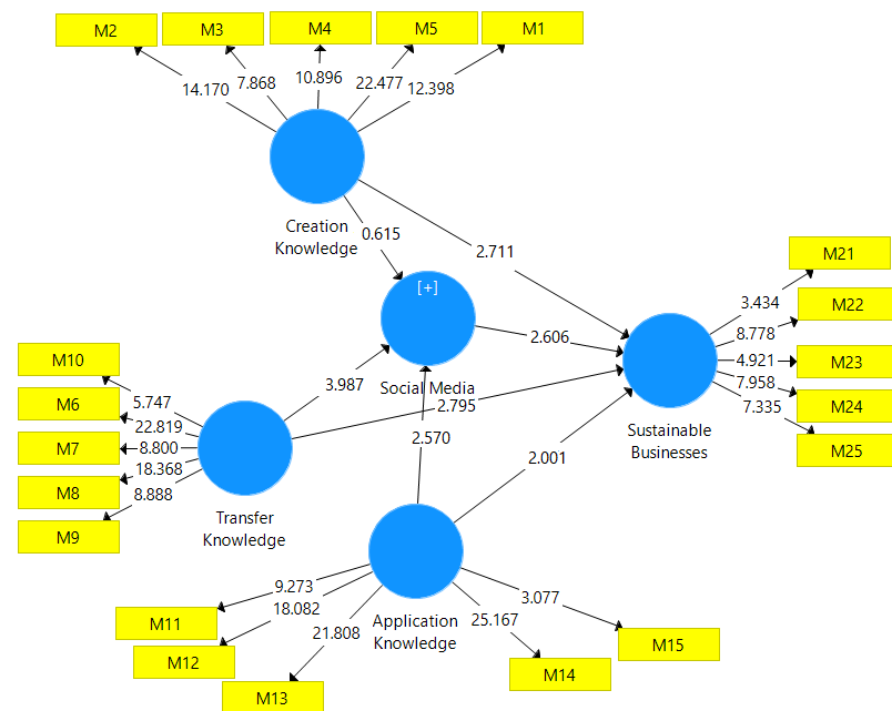 M2
M3
M4
M5
M1
14.170
7.868
10.896
22.477
12.398
Creation
Knowledge
0.615
2.711
[+]
Social Media
2.606
M21
M22
M23
M24
M25
3.434
8.778
4.921
7.958
7.335
Sustainable
Businesses
M10
M6
M7
M8
M9
5.747
22.819
8.800
18.368
8.888
3.987
2.795
2.570
2.001
Transfer
Knowledge
Application
Knowledge
9.273
18.082
21.808
25.167
3.077
M11
M12
M13
M14
M15